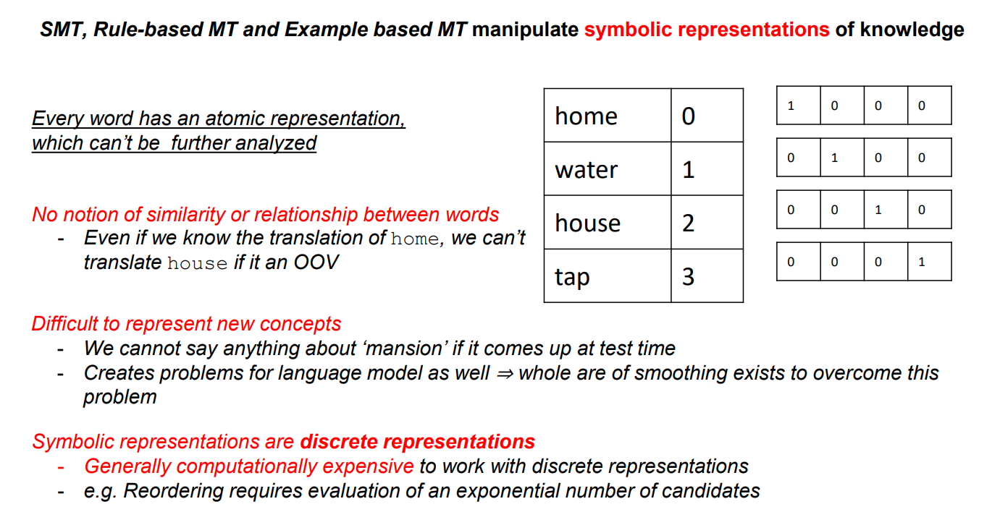 SMT, Rule-based MT and Example based MT manipulate symbolic representations of knowledge
Every word has an atomic representation,
which can't be further analyzed
No notion of similarity or relationship between words
- Even if we know the translation of home, we can't
translate house if it an OOV
home 0
water 1
house 2
tap 3
1 0 0 0
0 1 0 0
0 0 1 0
0 0 0 1
Difficult to represent new concepts
- We cannot say anything about ‘mansion’ if it comes up at test time
- Creates problems for language model as well ⇒ whole are of smoothing exists to overcome this
problem
Symbolic representations are discrete representations
- Generally computationally expensive to work with discrete representations
- e.g. Reordering requires evaluation of an exponential number of candidates